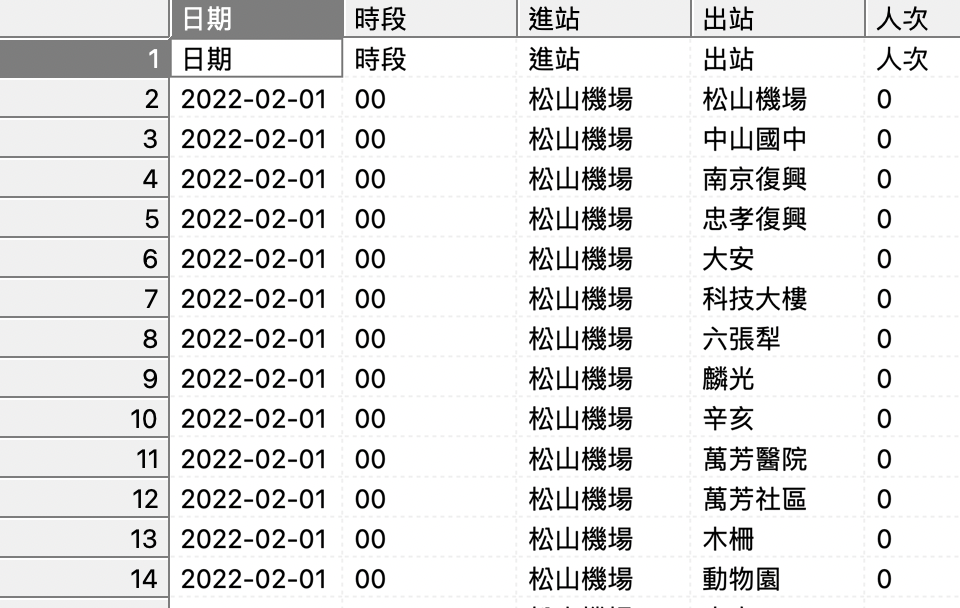 日期 時段 進站 出站 人次
1 日期 時段 進站 出站 人次
2 2022-02-01 00 松山機場 松山機場 0
3 2022-02-01 00 松山機場 中山國中 0
4 2022-02-01 00 松山機場 南京復興 0
5 2022-02-01 00 松山機場 忠孝復興 0
6 2022-02-01 00 松山機場 大安 0
7 2022-02-01 00 松山機場 科技大樓 0
8 2022-02-01 00 松山機場 六張犁 0
9 2022-02-01 00 松山機場 麟光 0
10 2022-02-01 00 松山機場 辛亥 0
11 2022-02-01 00 松山機場 萬芳醫院 0
12 2022-02-01 00 松山機場 萬芳社區 0
13 2022-02-01 00 松山機場 木柵 0
14 2022-02-01 00 松山機場 動物園 0